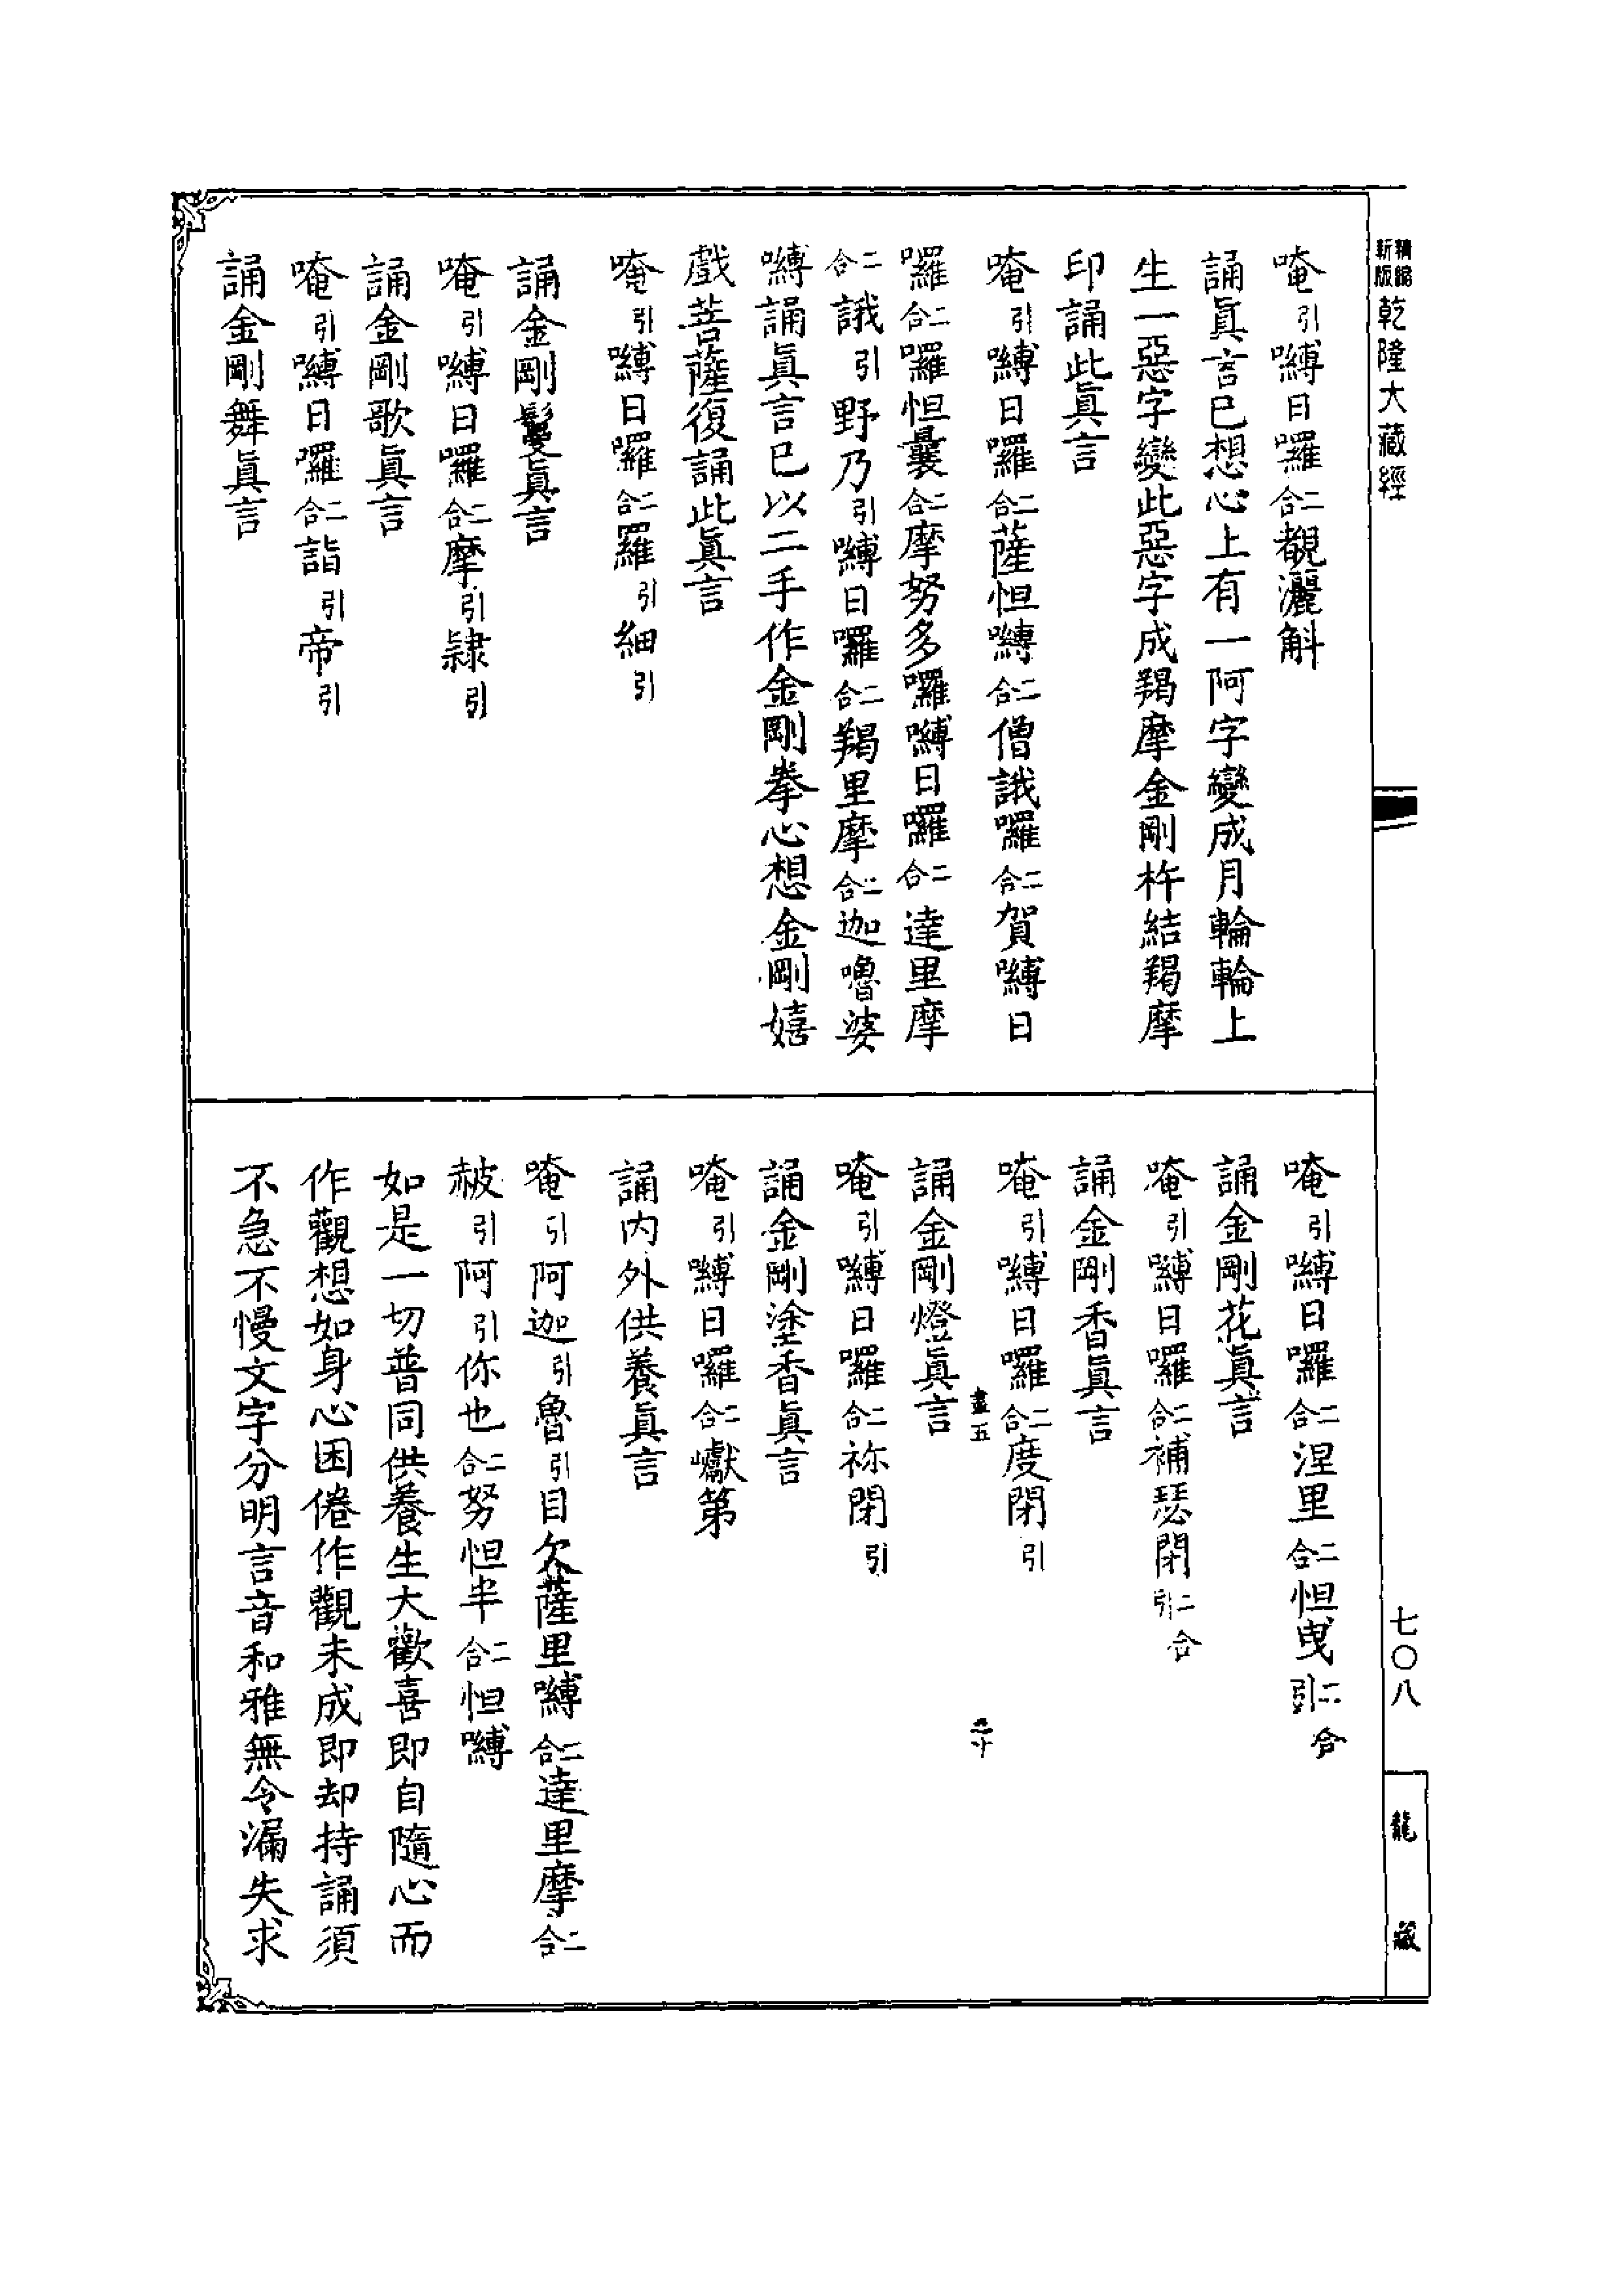 精縮新版乾隆大藏經
七〇八
龍藏
唵引嚩日囉二合覩灑斛
誦眞言已想心上有一阿字變成月輪輪上
生一惡字變此惡字成羯摩金剛杵結羯摩
印誦此眞言
唵引嚩日囉二合薩怛嚩二合僧誐囉二合賀嚩日
囉二合囉怛曩二合摩努多囉嚩日囉二合達里摩
二合誐引野乃引嚩日囉二合羯里摩二合迦嚕婆
嚩誦眞言已以二手作金剛拳心想金剛嬉
戲菩薩復誦此眞言
唵引嚩日囉二合羅引細引
誦金剛鬘眞言
唵引嚩日囉二合摩引隷引
誦金剛歌眞言
唵引嚩日囉二合詣引帝引
誦金剛舞眞言
唵引嚩日囉二合涅里二合怛曳二合引
誦金剛花眞言
唵引嚩日囉二合補瑟閉二合引
誦金剛香眞言
唵引嚩日囉二合度閉引
誦金剛燈眞言
唵引嚩日囉二合祢閉引
誦金剛塗香眞言
唵引嚩日囉二合巘第
誦内外供養眞言
唵引阿迦引魯引目欠薩里嚩二合達里摩二合
赧引阿引你也二合努怛半二合怛嚩
如是一切普同供養生大歡喜即自隨心而
作觀想如身心困倦作觀未成即却持誦須
不急不慢文字分明言音和雅無令漏失求